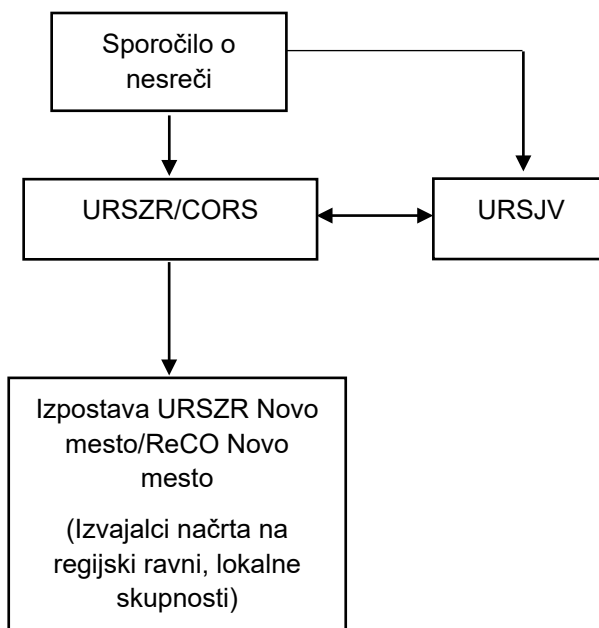 Sporočilo o
nesreči
URSZR/CORS
URSJV
Izpostava URSZR Novo
mesto/ReCO Novo
mesto
(Izvajalci načrta na
regijski ravni, lokalne
skupnosti)